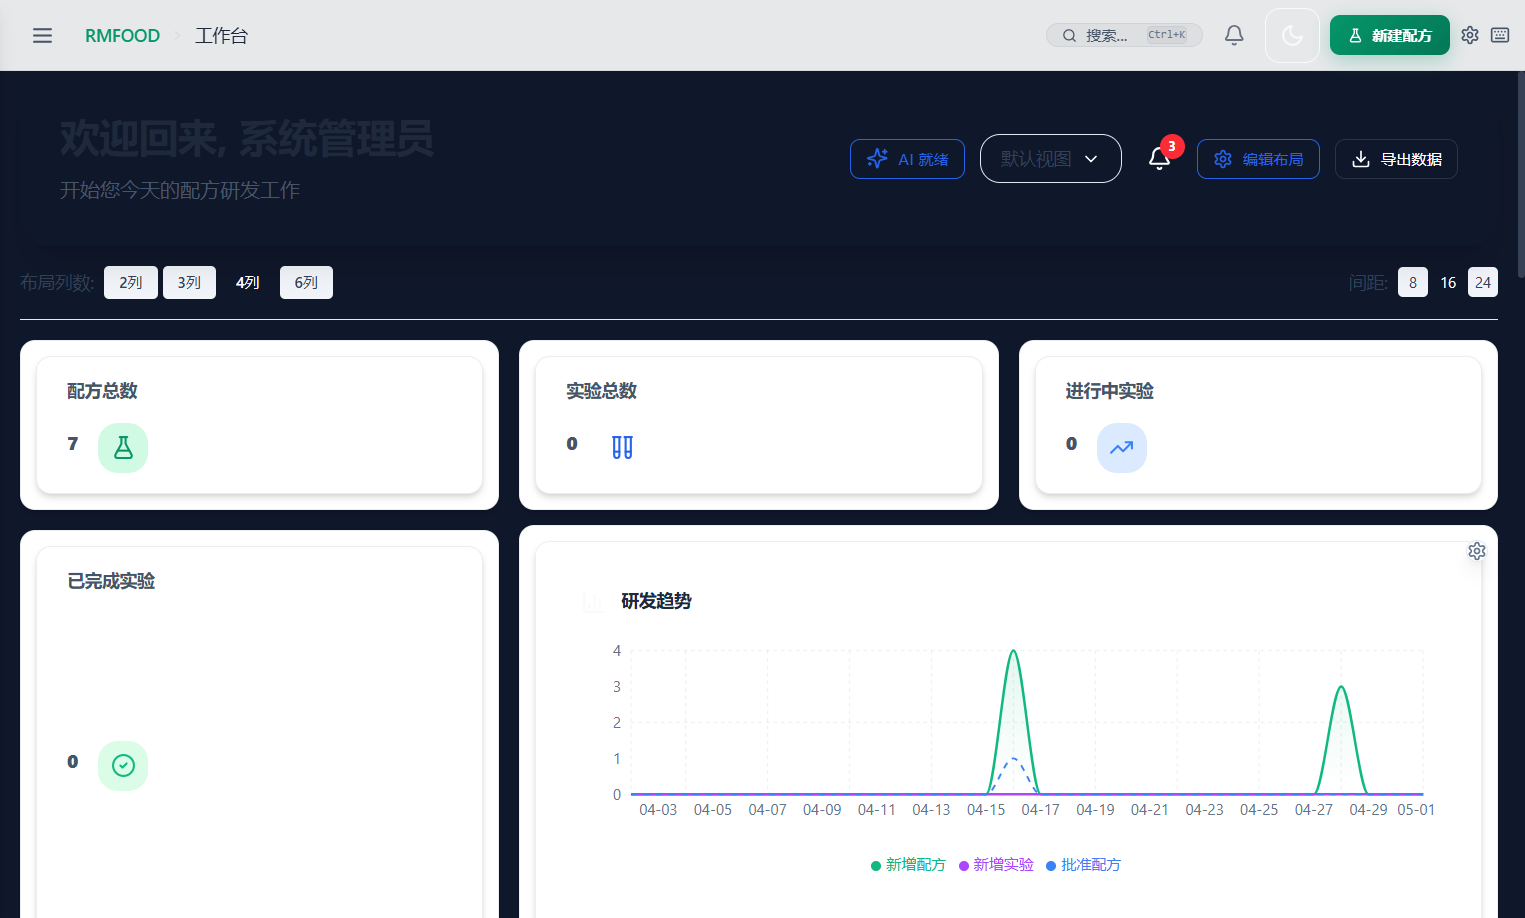 RMFOOD › 工作台
搜索... Ctrl+K
新建配方
欢迎回来, 系统管理员
开始您今天的配方研发工作
AI 就绪
默认视图
3
编辑布局
导出数据
布局列数: 2列 3列 4列 6列
间距: 8 16 24
配方总数
7
实验总数
0
进行中实验
0
已完成实验
0
研发趋势
4
3
2
1
0
04-03 04-05 04-07 04-09 04-11 04-13 04-15 04-17 04-19 04-21 04-23 04-25 04-27 04-29 05-01
新增配方 新增实验 批准配方